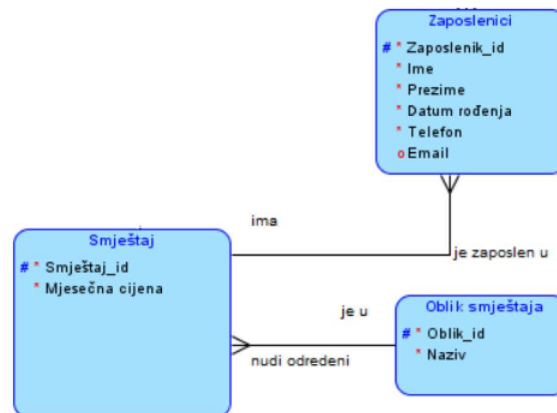 Zaposlenici
# * Zaposlenik_id
* Ime
* Prezime
* Datum rođenja
* Telefon
o Email
ima
je zaposlen u
Smještaj
# * Smještaj_id
* Mjesečna cijena
je u
nudi odredeni
Oblik smještaja
# * Oblik_id
* Naziv